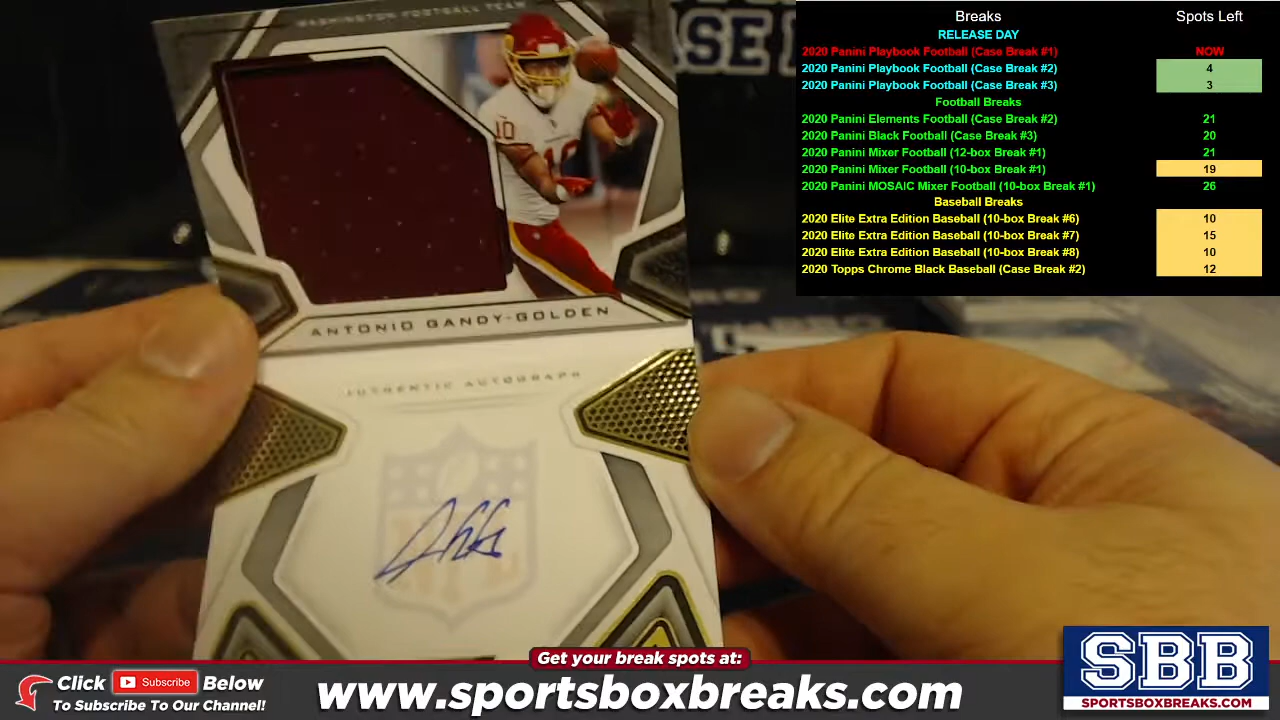 WASHINGTON FOOTBALL TEAM
10
10
ANTONIO GANDY-GOLDEN
AUTHENTIC AUTOGRAPH
NFL
SE B
Breaks Spots Left
RELEASE DAY
2020 Panini Playbook Football (Case Break #1) NOW
2020 Panini Playbook Football (Case Break #2) 4
2020 Panini Playbook Football (Case Break #3) 3
Football Breaks
2020 Panini Elements Football (Case Break #2) 21
2020 Panini Black Football (Case Break #3) 20
2020 Panini Mixer Football (12-box Break #1) 21
2020 Panini Mixer Football (10-box Break #1) 19
2020 Panini MOSAIC Mixer Football (10-box Break #1) 26
Baseball Breaks
2020 Elite Extra Edition Baseball (10-box Break #6) 10
2020 Elite Extra Edition Baseball (10-box Break #7) 15
2020 Elite Extra Edition Baseball (10-box Break #8) 10
2020 Topps Chrome Black Baseball (Case Break #2) 12
Get your break spots at:
Click Subscribe Below
To Subscribe To Our Channel!
www.sportsboxbreaks.com
SBB
SPORTSBOXBREAKS.COM